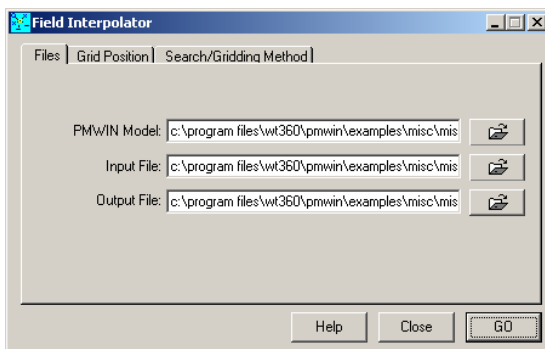 Field Interpolator
Files Grid Position Search/Gridding Method
PMWIN Model: c:\program files\wt360\pmwin\examples\misc\mis
Input File: c:\program files\wt360\pmwin\examples\misc\mis
Output File: c:\program files\wt360\pmwin\examples\misc\mis
Help Close GO